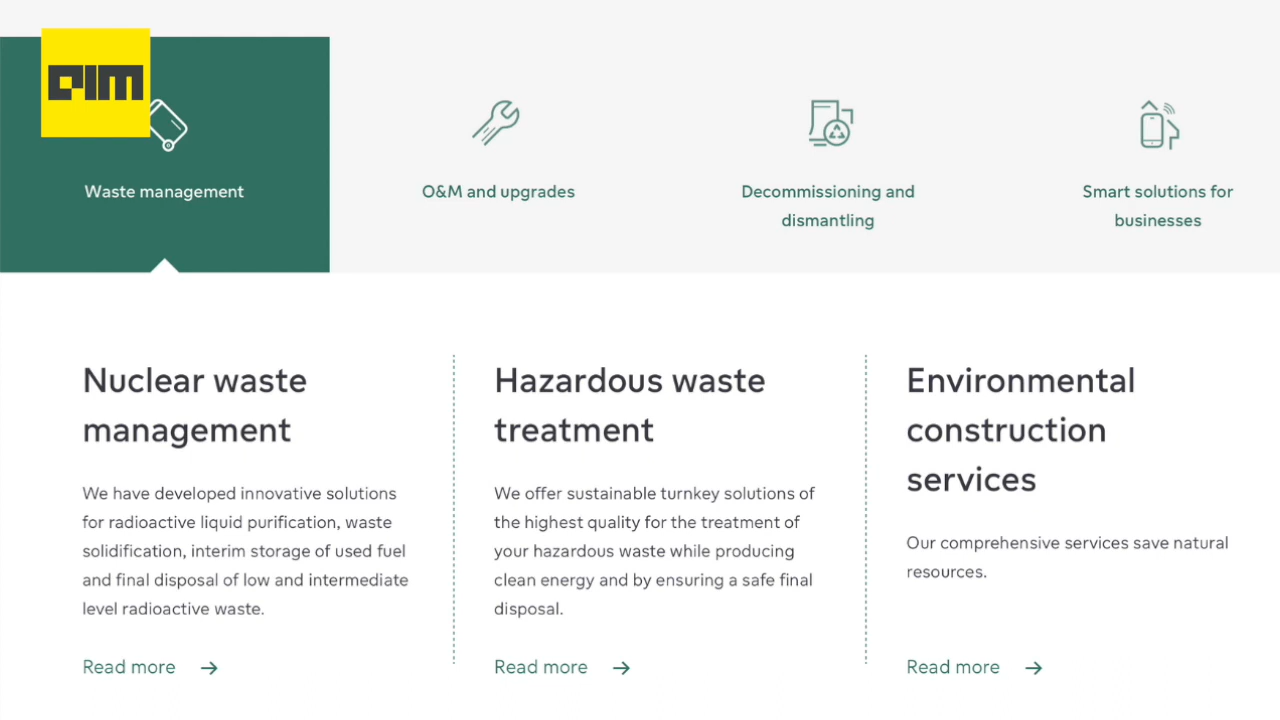 AIM
Waste management
O&M and upgrades
Decommissioning and
dismantling
Smart solutions for
businesses
Nuclear waste
management
We have developed innovative solutions
for radioactive liquid purification, waste
solidification, interim storage of used fuel
and final disposal of low and intermediate
level radioactive waste.
Read more
Hazardous waste
treatment
We offer sustainable turnkey solutions of
the highest quality for the treatment of
your hazardous waste while producing
clean energy and by ensuring a safe final
disposal.
Read more
Environmental
construction
services
Our comprehensive services save natural
resources.
Read more